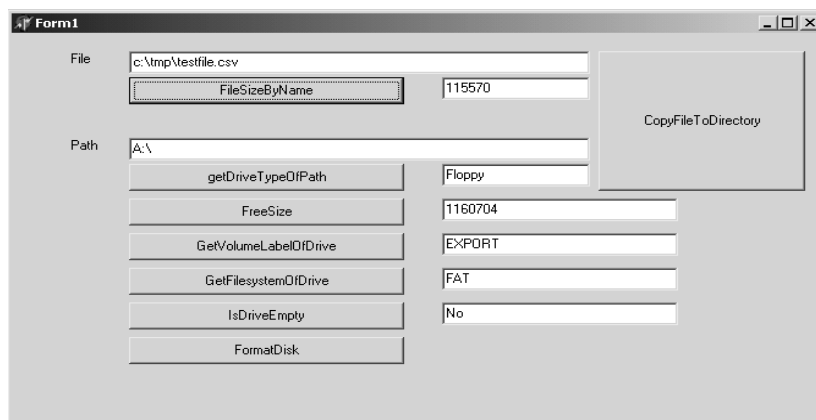 Form1
File
c:\tmp\testfile.csv
FileSizeByName
115570
CopyFileToDirectory
Path
A:\
getDriveTypeOfPath
Floppy
FreeSize
1160704
GetVolumeLabelOfDrive
EXPORT
GetFilesystemOfDrive
FAT
IsDriveEmpty
No
FormatDisk